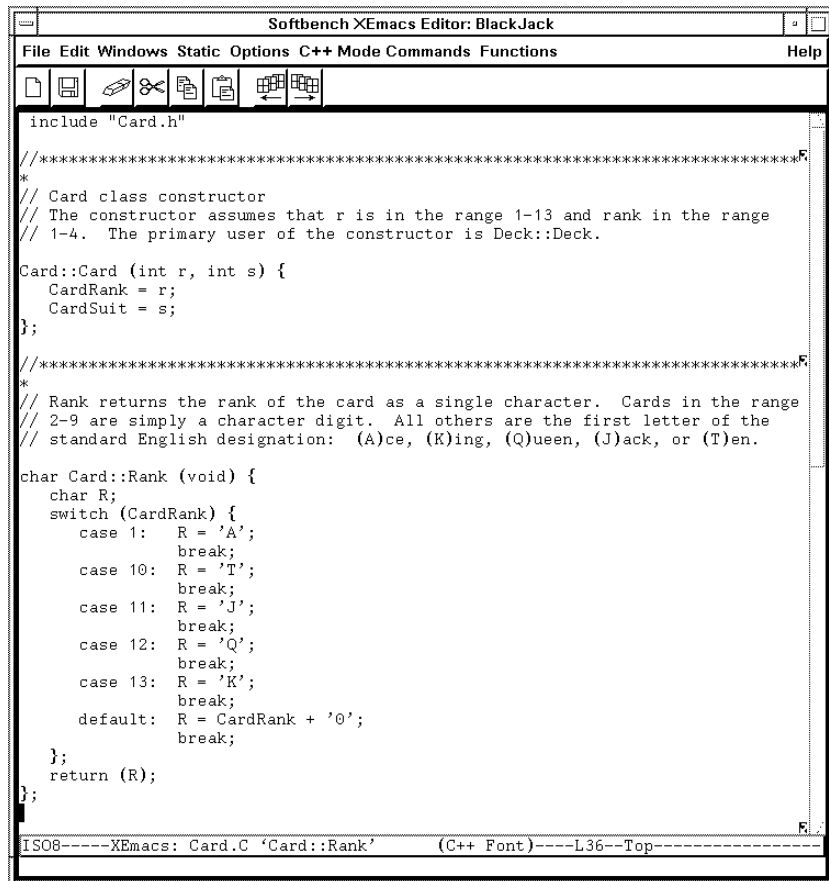 Softbench XEmacs Editor: BlackJack
File Edit Windows Static Options C++ Mode Commands Functions Help
include "Card.h"
//*****************************************************************************
*
// Card class constructor
// The constructor assumes that r is in the range 1-13 and rank in the range
// 1-4.  The primary user of the constructor is Deck::Deck.
Card::Card (int r, int s) {
   CardRank = r;
   CardSuit = s;
};
//*****************************************************************************
*
// Rank returns the rank of the card as a single character.  Cards in the range
// 2-9 are simply a character digit.  All others are the first letter of the
// standard English designation:  (A)ce, (K)ing, (Q)ueen, (J)ack, or (T)en.
char Card::Rank (void) {
   char R;
   switch (CardRank) {
      case 1:   R = 'A';
                break;
      case 10:  R = 'T';
                break;
      case 11:  R = 'J';
                break;
      case 12:  R = 'Q';
                break;
      case 13:  R = 'K';
                break;
      default:  R = CardRank + '0';
                break;
   };
   return (R);
};
ISO8-----XEmacs: Card.C ‘Card::Rank’      (C++ Font)----L36--Top-----------------